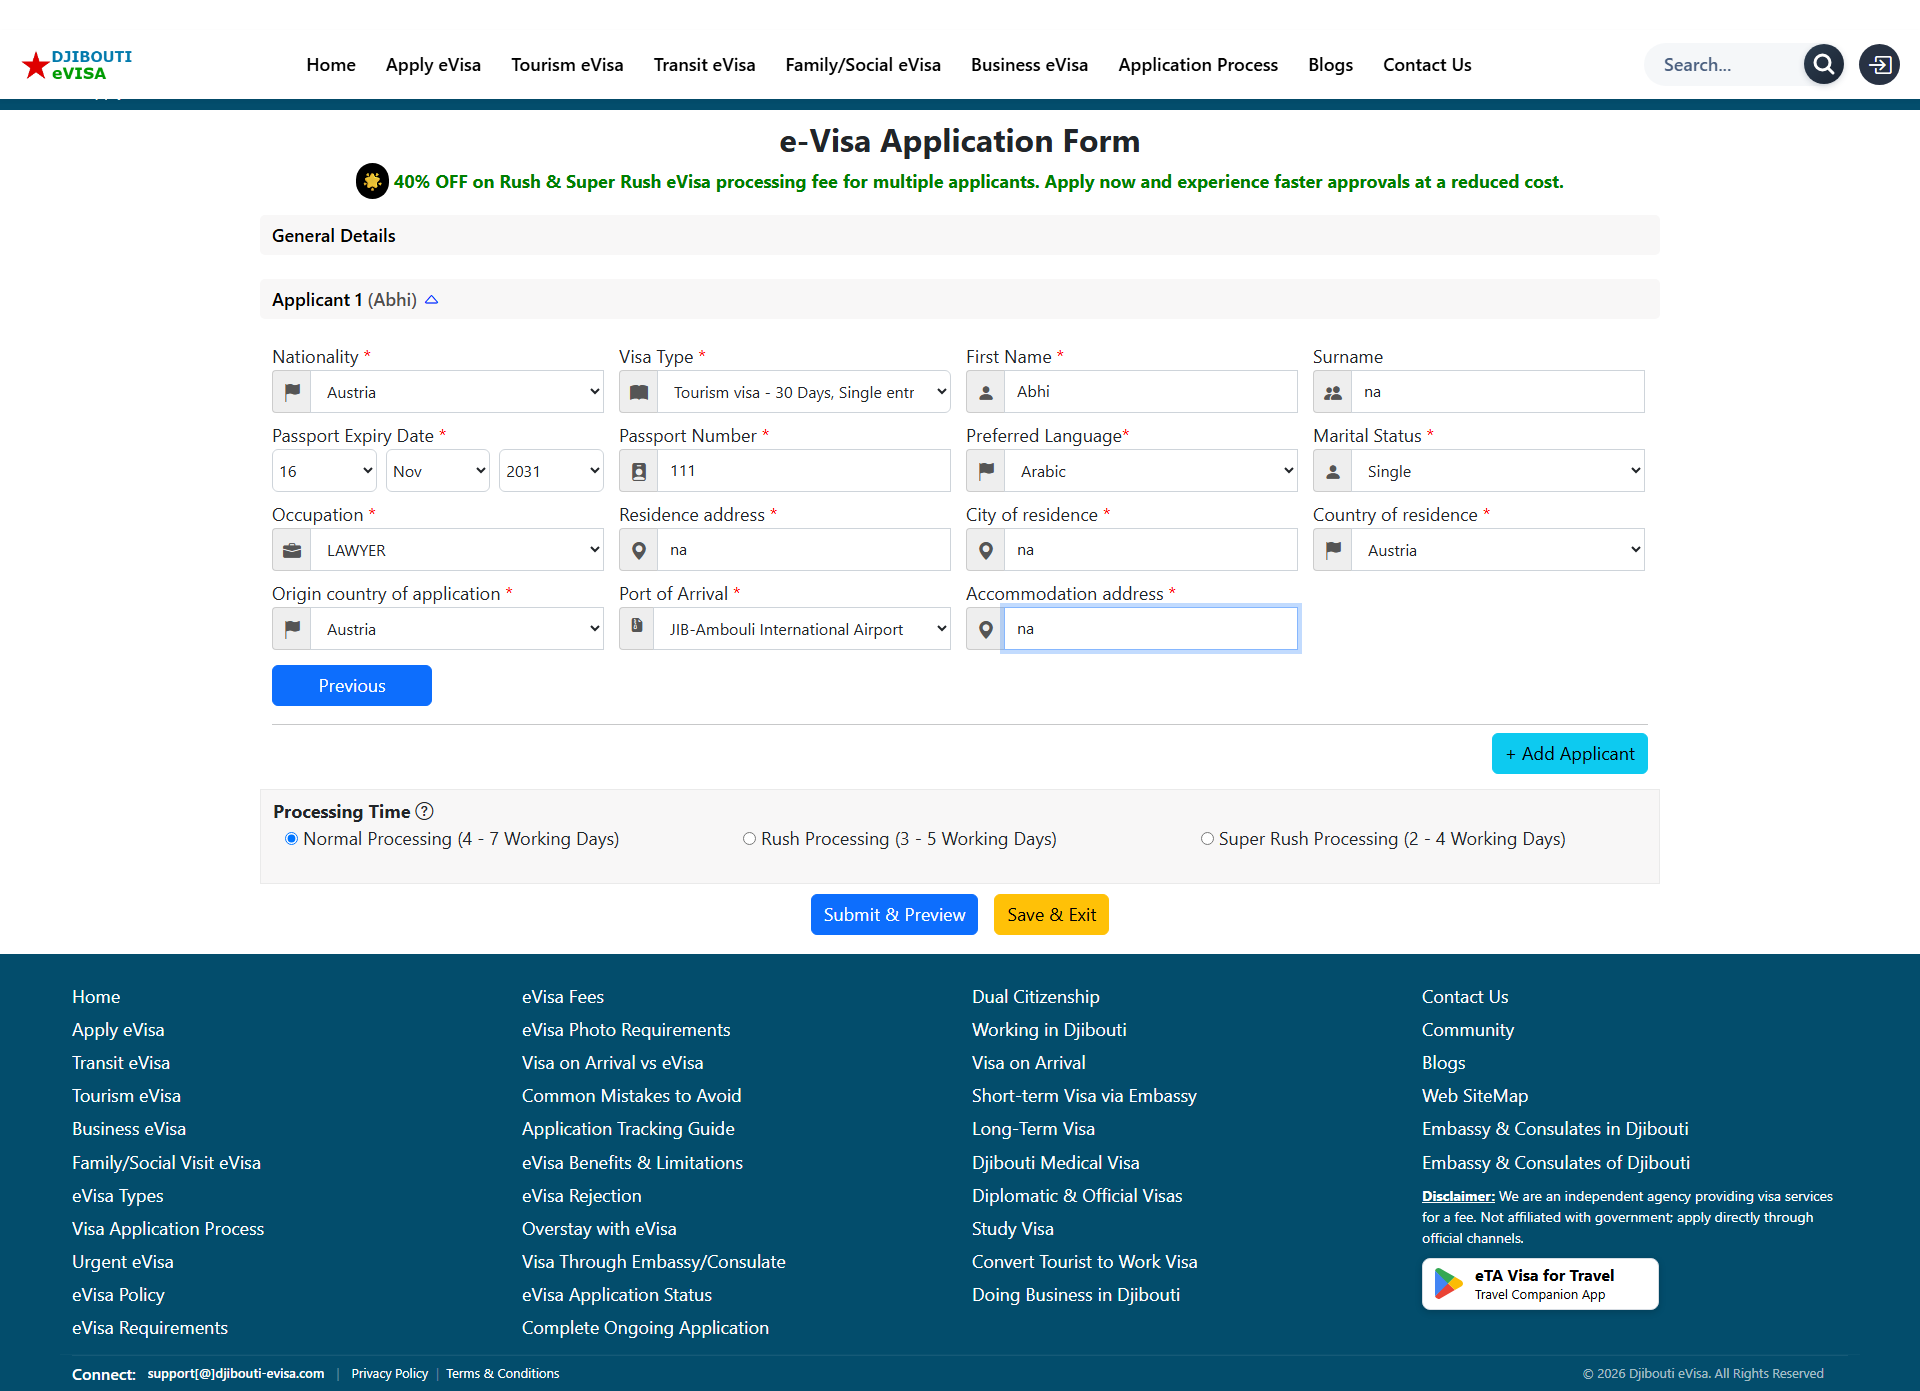 DJIBOUTI
eVISA
Home
Apply eVisa
Tourism eVisa
Transit eVisa
Family/Social eVisa
Business eVisa
Application Process
Blogs
Contact Us
Search...
e-Visa Application Form
40% OFF on Rush & Super Rush eVisa processing fee for multiple applicants. Apply now and experience faster approvals at a reduced cost.
General Details
Applicant 1 (Abhi)
Nationality *
Visa Type *
First Name *
Surname
Austria
Tourism visa - 30 Days, Single entr
Abhi
na
Passport Expiry Date *
Passport Number *
Preferred Language*
Marital Status *
16
Nov
2031
111
Arabic
Single
Occupation *
Residence address *
City of residence *
Country of residence *
LAWYER
na
na
Austria
Origin country of application *
Port of Arrival *
Accommodation address *
Austria
JIB-Ambouli International Airport
na
Previous
+ Add Applicant
Processing Time
Normal Processing (4 - 7 Working Days)
Rush Processing (3 - 5 Working Days)
Super Rush Processing (2 - 4 Working Days)
Submit & Preview
Save & Exit
Home
Apply eVisa
Transit eVisa
Tourism eVisa
Business eVisa
Family/Social Visit eVisa
eVisa Types
Visa Application Process
Urgent eVisa
eVisa Policy
eVisa Requirements
eVisa Fees
eVisa Photo Requirements
Visa on Arrival vs eVisa
Common Mistakes to Avoid
Application Tracking Guide
eVisa Benefits & Limitations
eVisa Rejection
Overstay with eVisa
Visa Through Embassy/Consulate
eVisa Application Status
Complete Ongoing Application
Dual Citizenship
Working in Djibouti
Visa on Arrival
Short-term Visa via Embassy
Long-Term Visa
Djibouti Medical Visa
Diplomatic & Official Visas
Study Visa
Convert Tourist to Work Visa
Doing Business in Djibouti
Contact Us
Community
Blogs
Web SiteMap
Embassy & Consulates in Djibouti
Embassy & Consulates of Djibouti
Disclaimer: We are an independent agency providing visa services
for a fee. Not affiliated with government; apply directly through
official channels.
eTA Visa for Travel
Travel Companion App
Connect: support[@]djibouti-evisa.com | Privacy Policy | Terms & Conditions
© 2026 Djibouti eVisa. All Rights Reserved